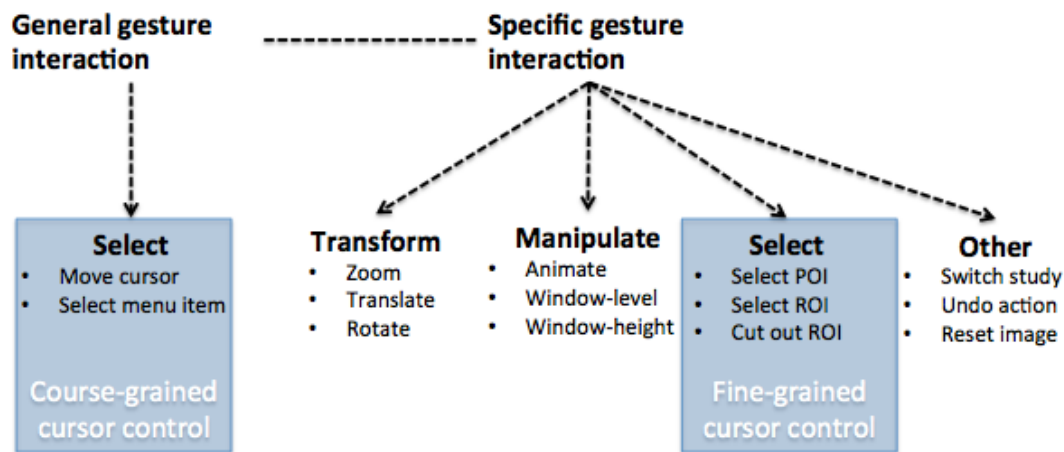 General gesture
interaction
Specific gesture
interaction
Select
• Move cursor
• Select menu item
Course-grained
cursor control
Transform
• Zoom
• Translate
• Rotate
Manipulate
• Animate
• Window-level
• Window-height
Select
• Select POI
• Select ROI
• Cut out ROI
Fine-grained
cursor control
Other
• Switch study
• Undo action
• Reset image